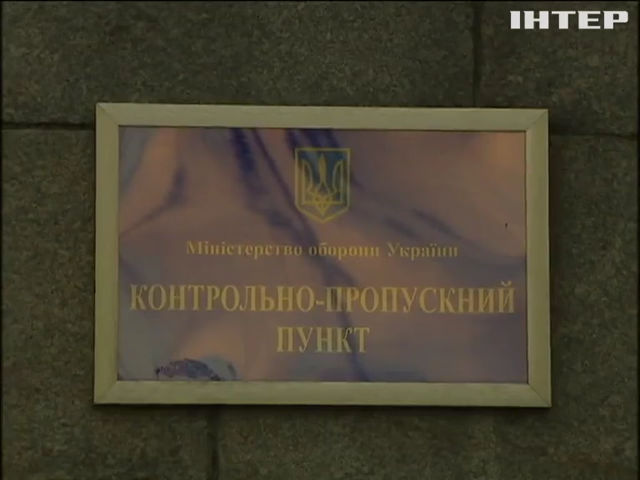 ІНТЕР
Міністерство оборони України
КОНТРОЛЬНО-ПРОПУСКНИЙ
ПУНКТ